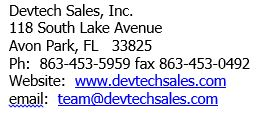 Devtech Sales, Inc.
118 South Lake Avenue
Avon Park, FL   33825
Ph:  863-453-5959 fax 863-453-0492
Website:  www.devtechsales.com
email:  team@devtechsales.com